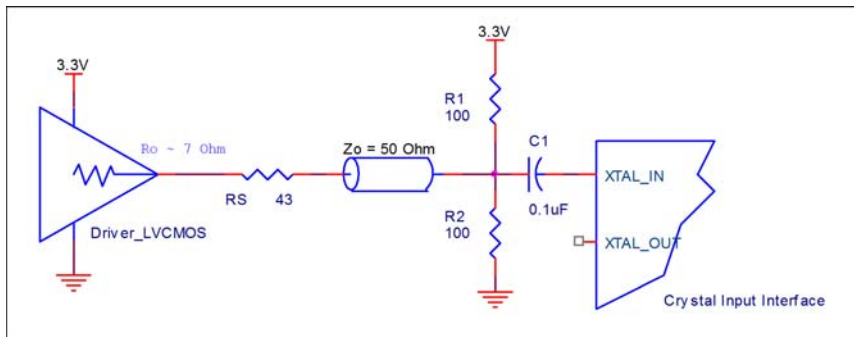 3.3V
3.3V
R1
100
Ro ~ 7 Ohm
Zo = 50 Ohm
C1
XTAL_IN
RS 43
0.1uF
R2
100
XTAL_OUT
Driver_LVCMOS
Crystal Input Interface